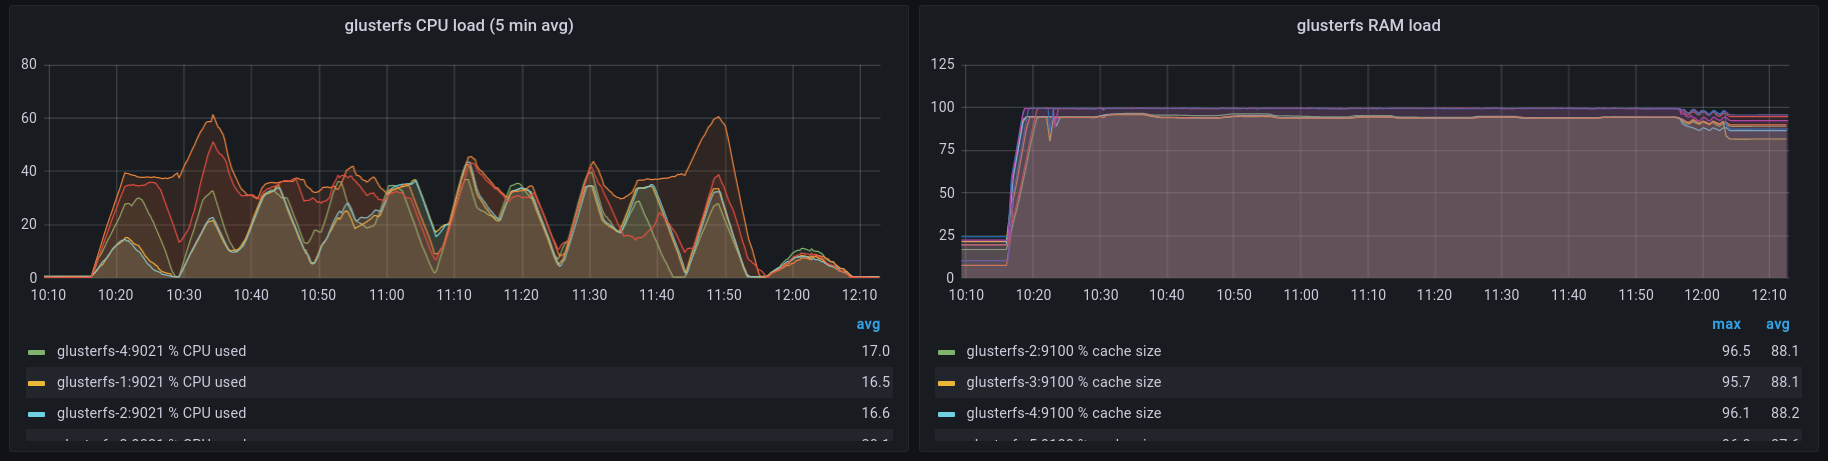 glusterfs CPU load (5 min avg)
80
60
40
20
0
10:10 10:20 10:30 10:40 10:50 11:00 11:10 11:20 11:30 11:40 11:50 12:00 12:10
avg
glusterfs-4:9021 % CPU used 17.0
glusterfs-1:9021 % CPU used 16.5
glusterfs-2:9021 % CPU used 16.6
glusterfs RAM load
125
100
75
50
25
0
10:10 10:20 10:30 10:40 10:50 11:00 11:10 11:20 11:30 11:40 11:50 12:00 12:10
max avg
glusterfs-2:9100 % cache size 96.5 88.1
glusterfs-3:9100 % cache size 95.7 88.1
glusterfs-4:9100 % cache size 96.1 88.2